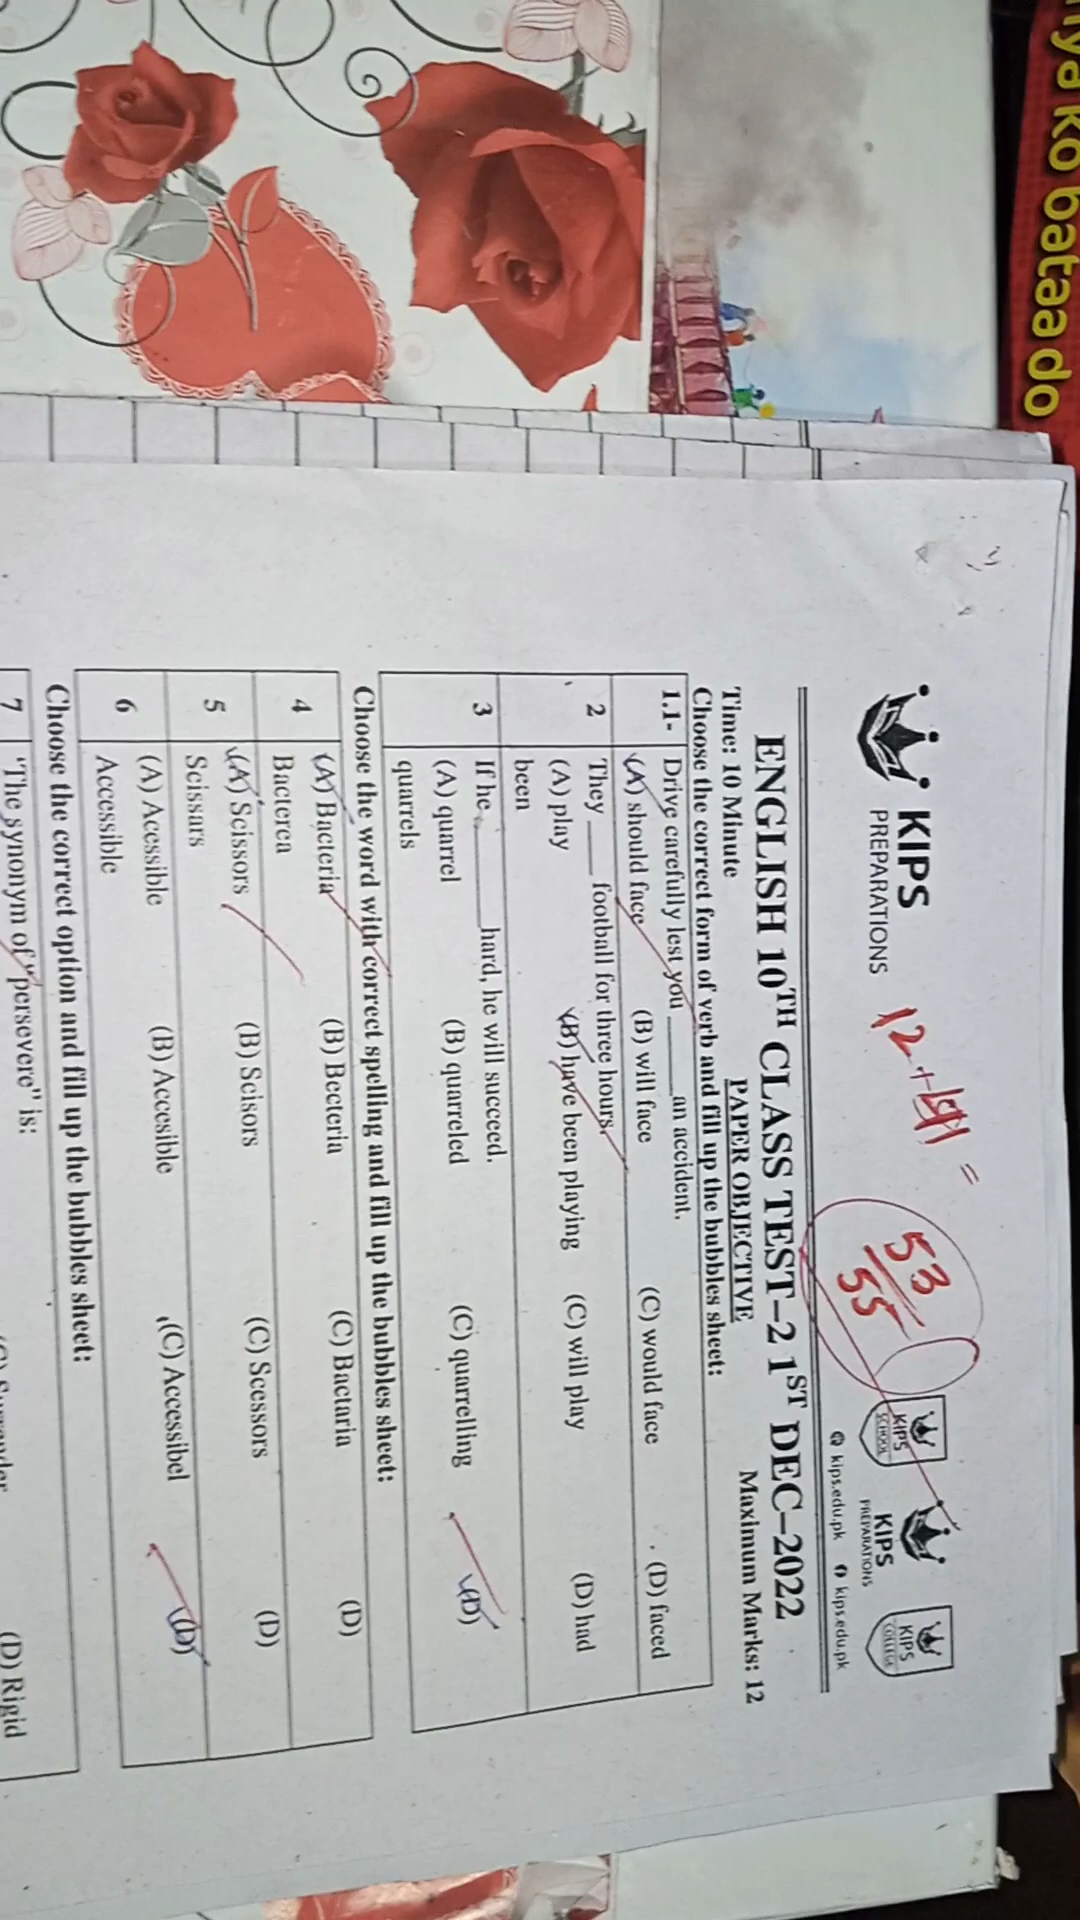 nya ko bataa do
KIPS
PREPARATIONS
12 +
=
53
55
KIPS
SCHOOL
KIPS
PREPARATIONS
KIPS
COLLEGE
kips.edu.pk kips.edu.pk
ENGLISH 10TH CLASS TEST–2 1ST DEC–2022
PAPER OBJECTIVE
Time: 10 Minute Maximum Marks: 12
Choose the correct form of verb and fill up the bubbles sheet:
1.1- Drive carefully lest you ____ an accident.
(A) should face (B) will face (C) would face (D) faced
2 They ____ football for three hours.
(A) play (B) have been playing (C) will play (D) had
been
3 If he ______ hard, he will succeed.
(A) quarrel (B) quarreled (C) quarrelling (D)
quarrels
Choose the word with correct spelling and fill up the bubbles sheet:
4 (A) Bacteria (B) Becteria (C) Bactaria (D)
Bacterea
5 (A) Scissors (B) Scisors (C) Scessors (D)
Scissars
6 (A) Acessible (B) Accesible (C) Accessibel (D)
Accessible
Choose the correct option and fill up the bubbles sheet:
7 'The synonym of "persevere" is:
(D) Rigid